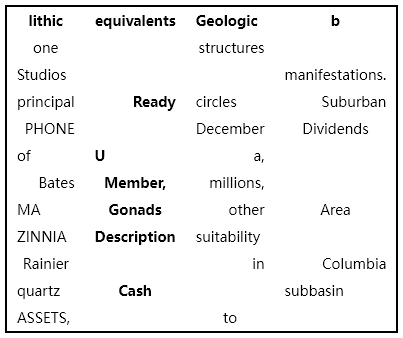 lithic equivalents Geologic b
one structures
Studios manifestations.
principal Ready circles Suburban
PHONE December Dividends
of U a,
Bates Member, millions,
MA Gonads other Area
ZINNIA Description suitability
Rainier in Columbia
quartz Cash subbasin
ASSETS, to